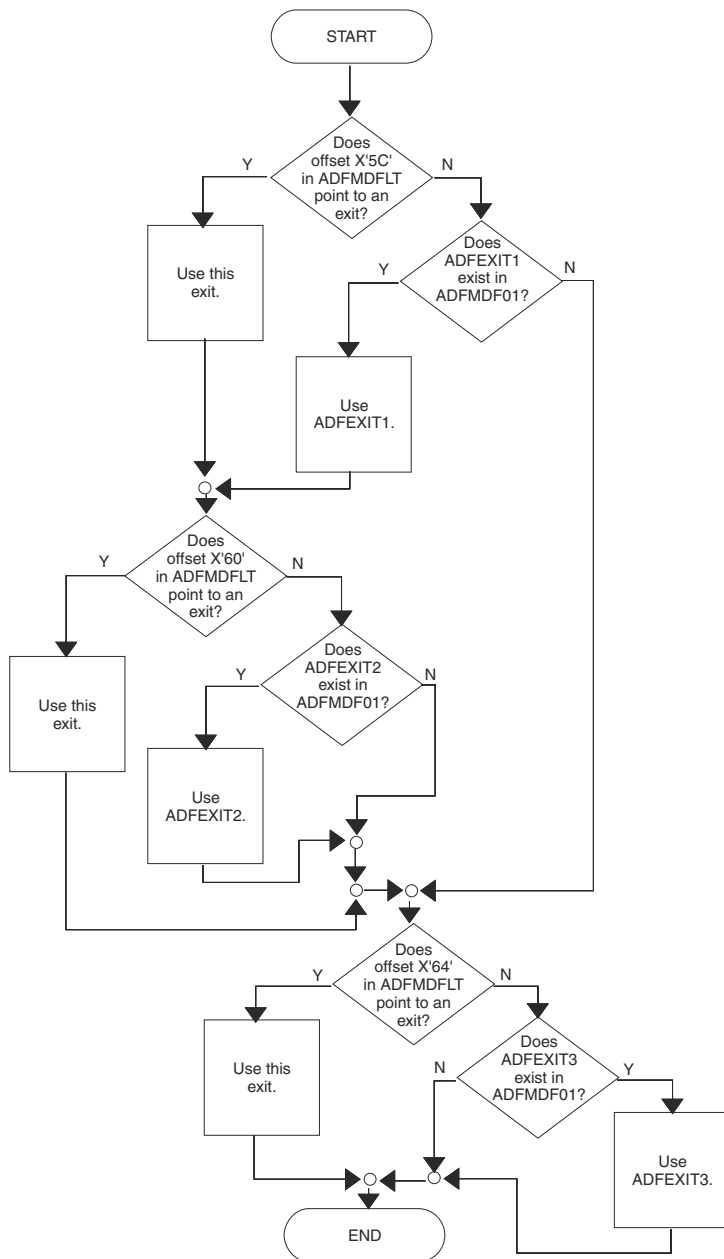 START
Does
offset X'5C'
in ADFMDFLT
point to an
exit?
Y
N
Use this
exit.
Does
ADFEXIT1
exist in
ADFMDF01?
Y
N
Use
ADFEXIT1.
Does
offset X'60'
in ADFMDFLT
point to an
exit?
Y
N
Use this
exit.
Does
ADFEXIT2
exist in
ADFMDF01?
Y
N
Use
ADFEXIT2.
Does
offset X'64'
in ADFMDFLT
point to an
exit?
Y
N
Use this
exit.
Does
ADFEXIT3
exist in
ADFMDF01?
N
Y
Use
ADFEXIT3.
END